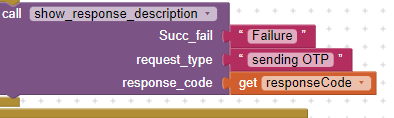 call show_response_description
Succ_fail " Failure "
request_type " sending OTP "
response_code get responseCode